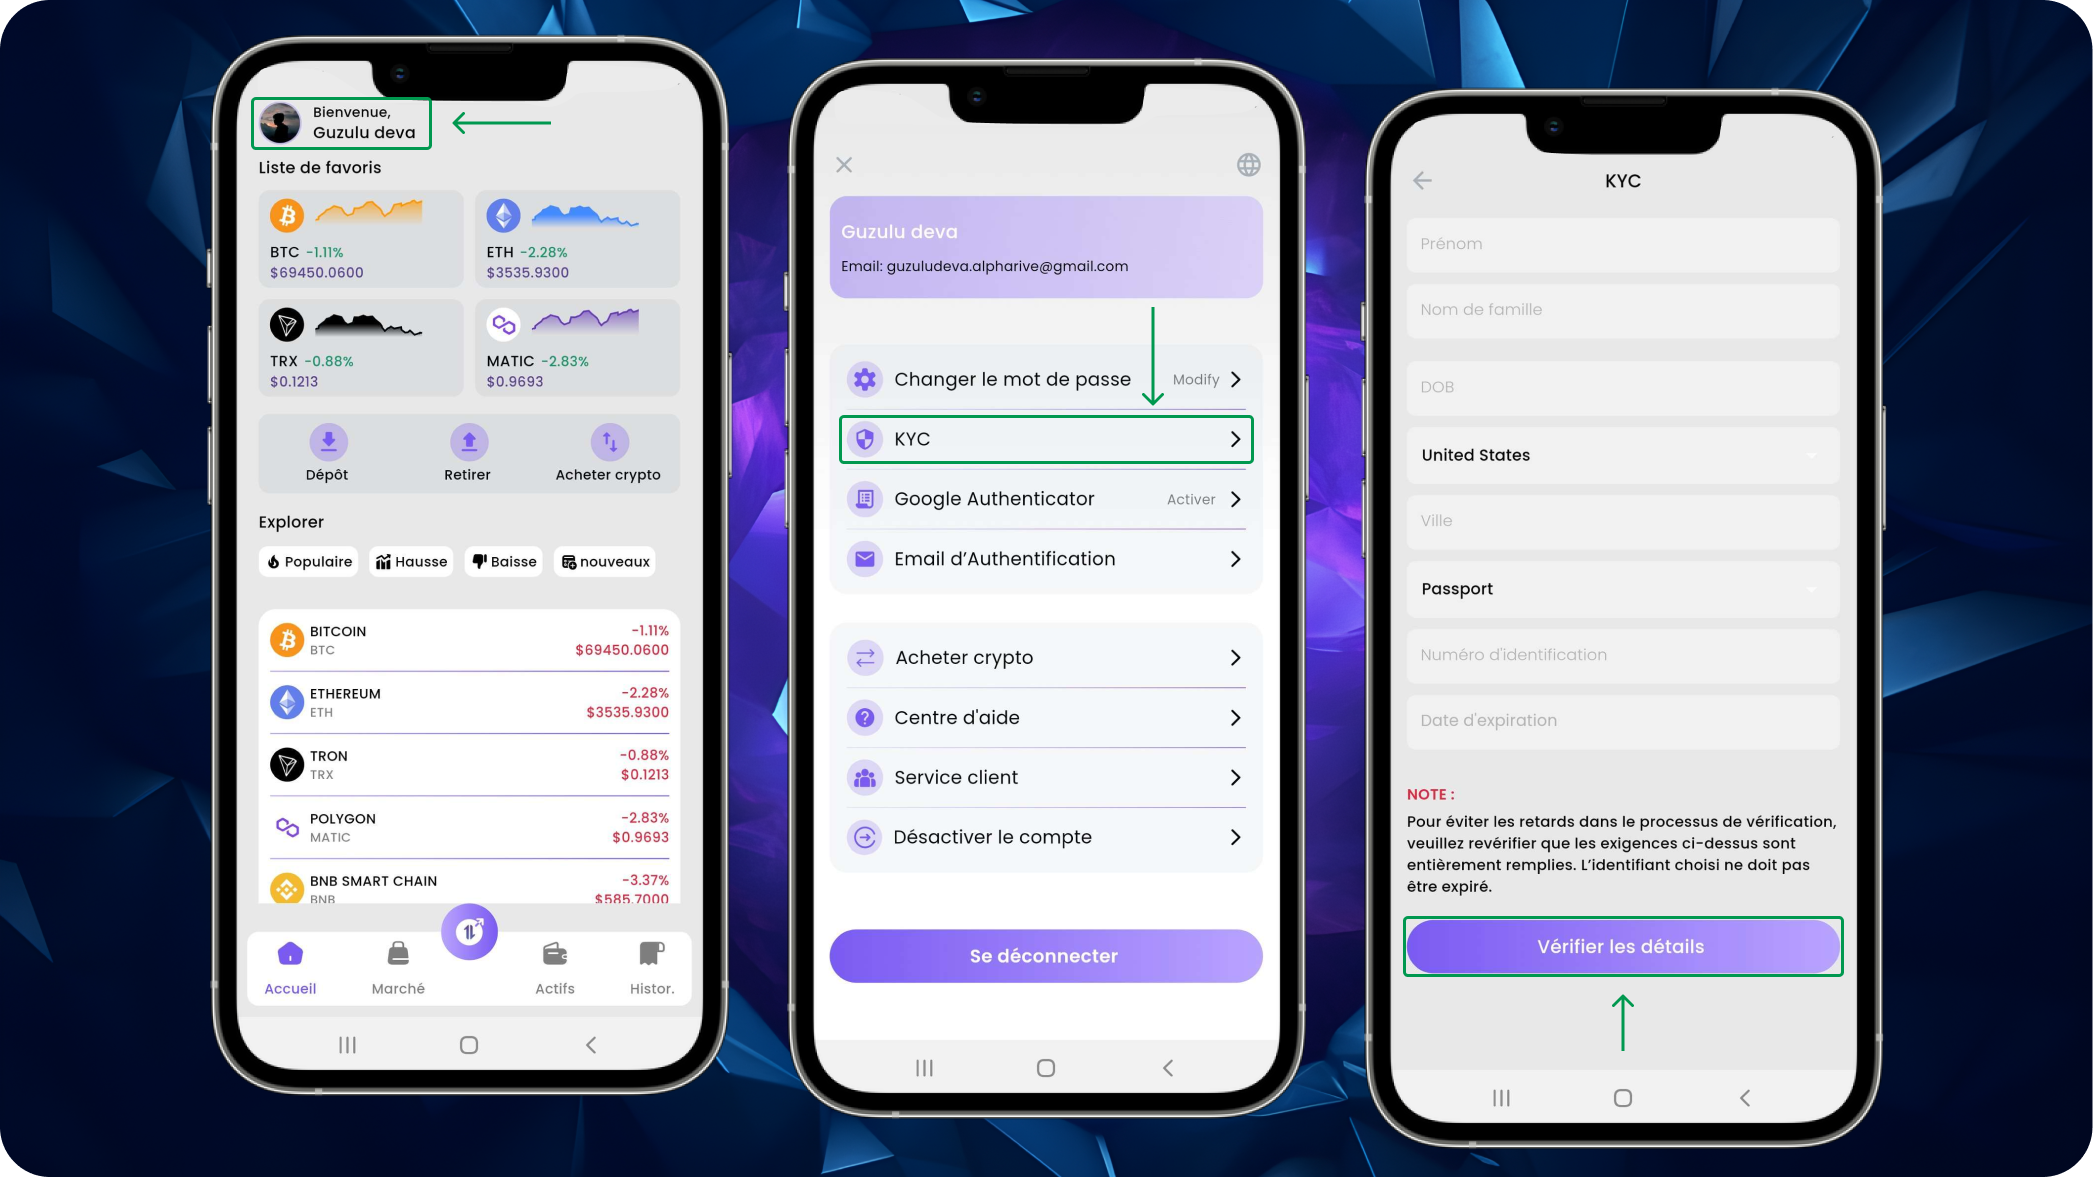 Bienvenue,
Guzulu deva
Liste de favoris
BTC -1.11%
$69450.0600
ETH -2.28%
$3535.9300
TRX -0.88%
$0.1213
MATIC -2.83%
$0.9693
Dépôt
Retirer
Acheter crypto
Explorer
Populaire
Hausse
Baisse
nouveaux
BITCOIN -1.11%
BTC $69450.0600
ETHEREUM -2.28%
ETH $3535.9300
TRON -0.88%
TRX $0.1213
POLYGON -2.83%
MATIC $0.9693
BNB SMART CHAIN -3.37%
BNB $585.7000
Accueil
Marché
Actifs
Histor.
Guzulu deva
Email: guzuludeva.alpharive@gmail.com
Changer le mot de passe Modify
KYC
Google Authenticator Activer
Email d’Authentification
Acheter crypto
Centre d'aide
Service client
Désactiver le compte
Se déconnecter
KYC
Prénom
Nom de famille
DOB
United States
Ville
Passport
Numéro d'identification
Date d'expiration
NOTE :
Pour éviter les retards dans le processus de vérification,
veuillez revérifier que les exigences ci-dessus sont
entièrement remplies. L’identifiant choisi ne doit pas
être expiré.
Vérifier les détails